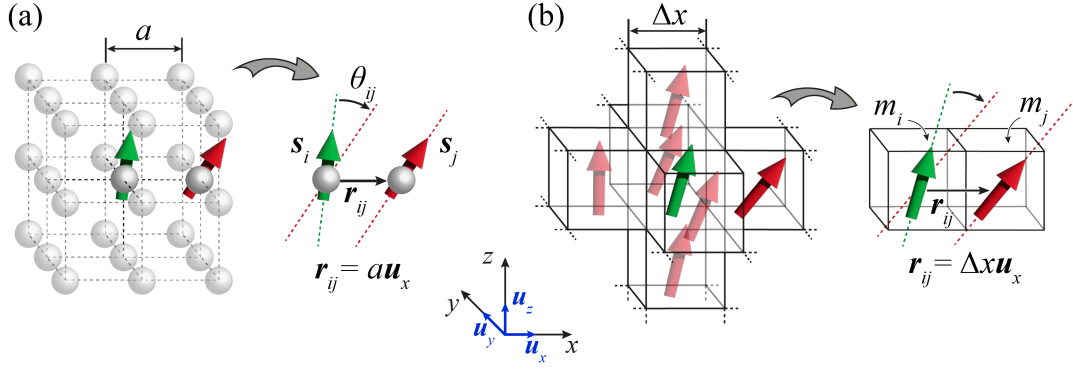 (a)
a
θij
si
sj
rij
rij = aux
(b)
Δx
mi
mj
rij
rij = Δxux
z
y
x
uz
uy
ux